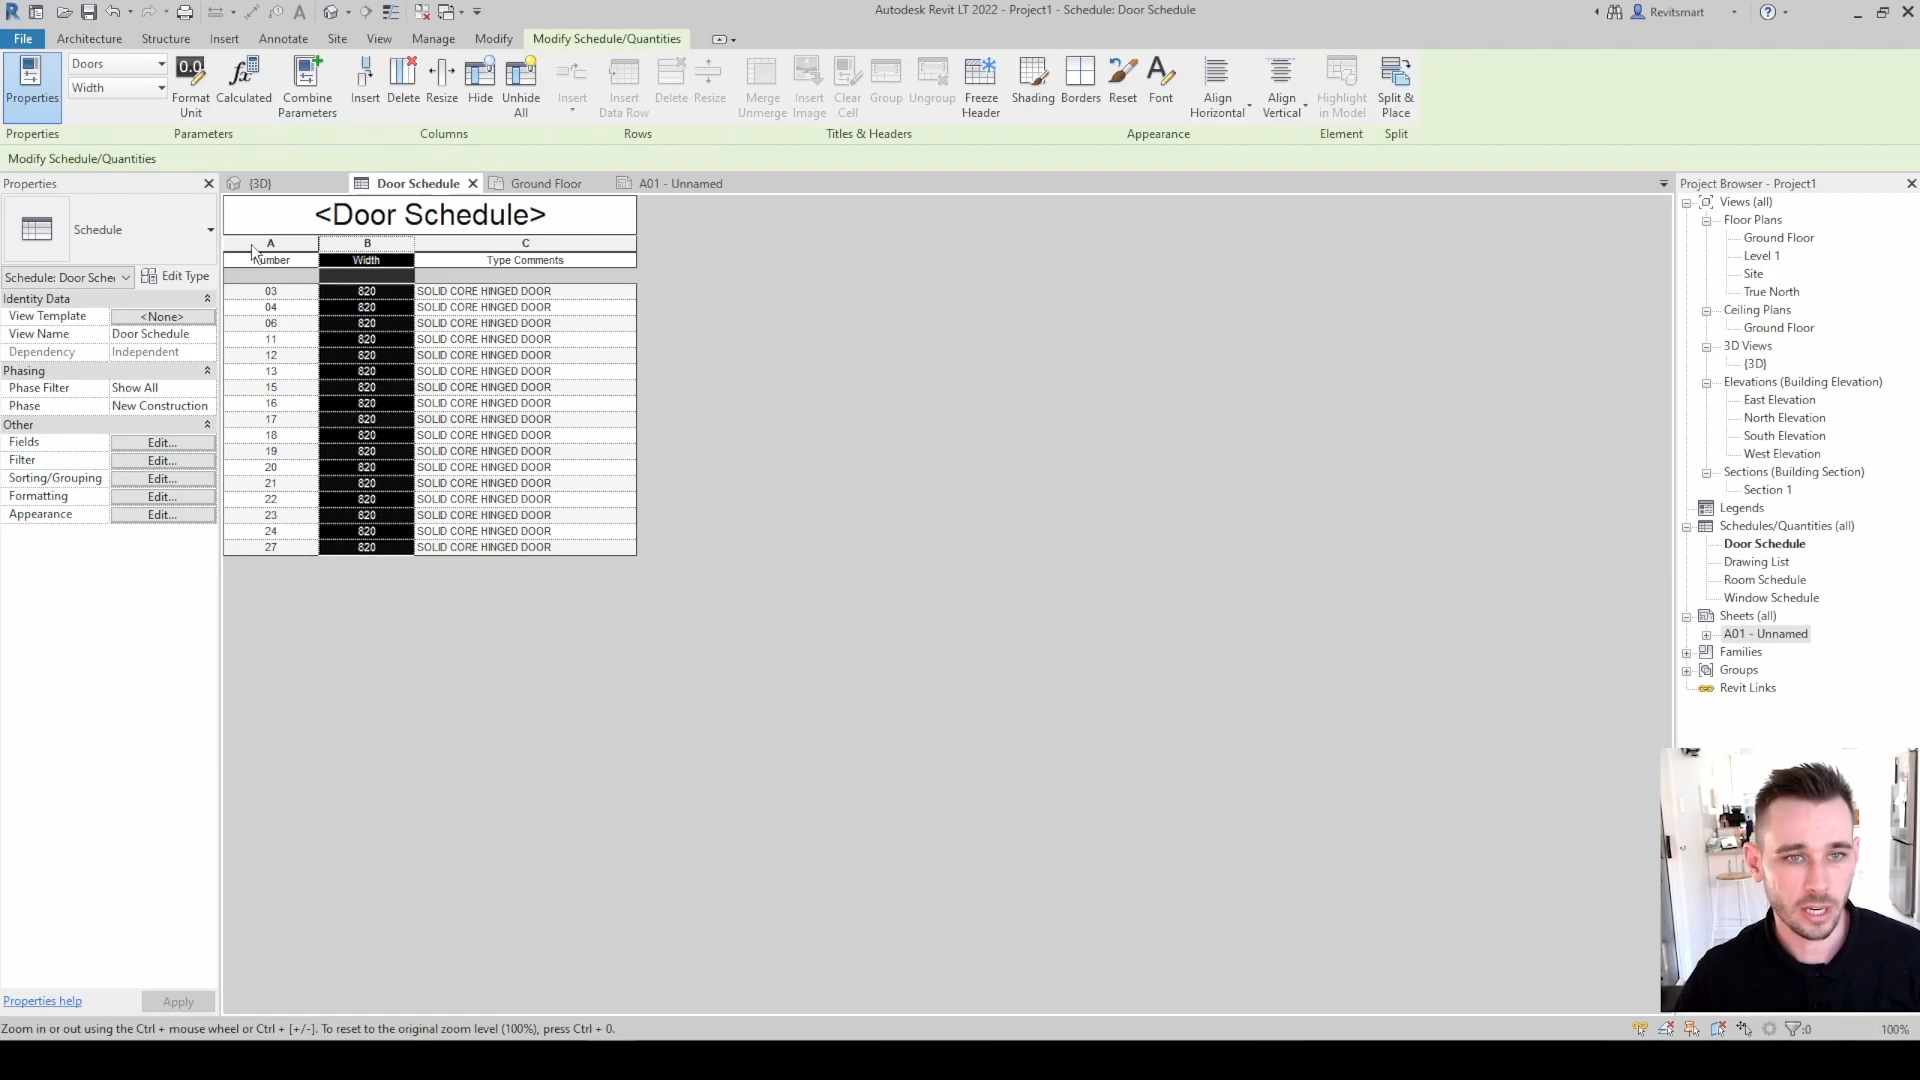 Autodesk Revit LT 2022 - Project1 - Schedule: Door Schedule
Revitsmart
File Architecture Structure Insert Annotate Site View Manage Modify Modify Schedule/Quantities
Doors
Width
Properties
Format Unit
Calculated
Combine Parameters
Insert
Delete
Resize
Hide
Unhide All
Insert
Insert Data Row
Delete
Resize
Merge Unmerge
Insert Image
Clear Cell
Group
Ungroup
Freeze Header
Shading
Borders
Reset
Font
Align Horizontal
Align Vertical
Highlight in Model
Split & Place
Properties Parameters Columns Rows Titles & Headers Appearance Element Split
Modify Schedule/Quantities
Properties
Schedule
Schedule: Door Schei
Edit Type
Identity Data
View Template <None>
View Name Door Schedule
Dependency Independent
Phasing
Phase Filter Show All
Phase New Construction
Other
Fields Edit...
Filter Edit...
Sorting/Grouping Edit...
Formatting Edit...
Appearance Edit...
Properties help
Apply
{3D} Door Schedule Ground Floor A01 - Unnamed
<Door Schedule>
A B C
Number Width Type Comments
03 820 SOLID CORE HINGED DOOR
04 820 SOLID CORE HINGED DOOR
06 820 SOLID CORE HINGED DOOR
11 820 SOLID CORE HINGED DOOR
12 820 SOLID CORE HINGED DOOR
13 820 SOLID CORE HINGED DOOR
15 820 SOLID CORE HINGED DOOR
16 820 SOLID CORE HINGED DOOR
17 820 SOLID CORE HINGED DOOR
18 820 SOLID CORE HINGED DOOR
19 820 SOLID CORE HINGED DOOR
20 820 SOLID CORE HINGED DOOR
21 820 SOLID CORE HINGED DOOR
22 820 SOLID CORE HINGED DOOR
23 820 SOLID CORE HINGED DOOR
24 820 SOLID CORE HINGED DOOR
27 820 SOLID CORE HINGED DOOR
Project Browser - Project1
Views (all)
Floor Plans
Ground Floor
Level 1
Site
True North
Ceiling Plans
Ground Floor
3D Views
{3D}
Elevations (Building Elevation)
East Elevation
North Elevation
South Elevation
West Elevation
Sections (Building Section)
Section 1
Legends
Schedules/Quantities (all)
Door Schedule
Drawing List
Room Schedule
Window Schedule
Sheets (all)
A01 - Unnamed
Families
Groups
Revit Links
Zoom in or out using the Ctrl + mouse wheel or Ctrl + [+/-]. To reset to the original zoom level (100%), press Ctrl + 0.
:0
100%